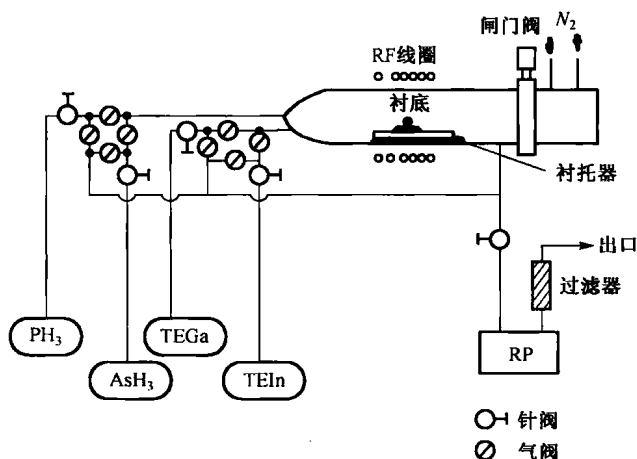 闸门阀
N₂
RF线圈
衬底
衬托器
出口
过滤器
PH₃
TEGa
AsH₃
TEIn
RP
针阀
气阀